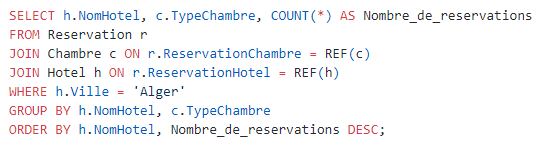 SELECT h.NomHotel, c.TypeChambre, COUNT(*) AS Nombre_de_reservations
FROM Reservation r
JOIN Chambre c ON r.ReservationChambre = REF(c)
JOIN Hotel h ON r.ReservationHotel = REF(h)
WHERE h.Ville = 'Alger'
GROUP BY h.NomHotel, c.TypeChambre
ORDER BY h.NomHotel, Nombre_de_reservations DESC;